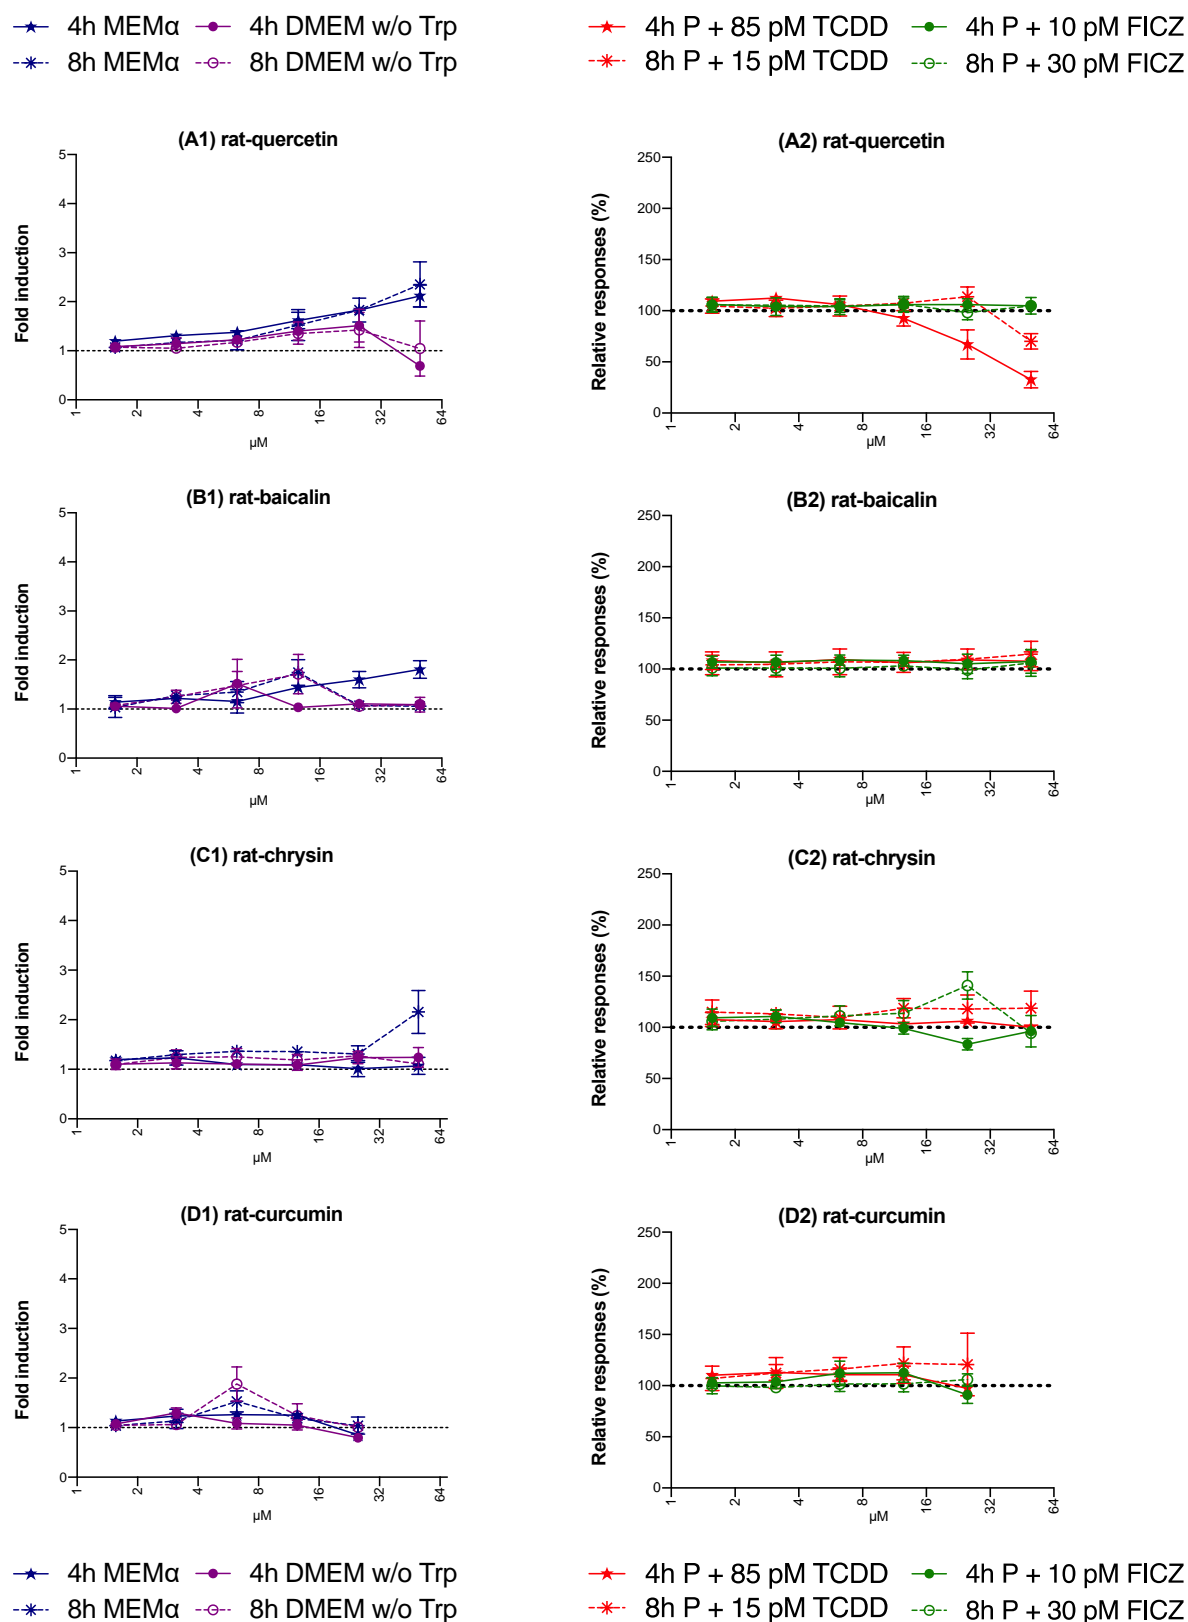 4h MEMα 4h DMEM w/o Trp
8h MEMα 8h DMEM w/o Trp
4h P + 85 pM TCDD 4h P + 10 pM FICZ
8h P + 15 pM TCDD 8h P + 30 pM FICZ
(A1) rat-quercetin
Fold induction
5
4
3
2
1
0
1 2 4 8 16 32 64
µM
(A2) rat-quercetin
Relative responses (%)
250
200
150
100
50
0
1 2 4 8 16 32 64
µM
(B1) rat-baicalin
Fold induction
5
4
3
2
1
0
1 2 4 8 16 32 64
µM
(B2) rat-baicalin
Relative responses (%)
250
200
150
100
50
0
1 2 4 8 16 32 64
µM
(C1) rat-chrysin
Fold induction
5
4
3
2
1
0
1 2 4 8 16 32 64
µM
(C2) rat-chrysin
Relative responses (%)
250
200
150
100
50
0
1 2 4 8 16 32 64
µM
(D1) rat-curcumin
Fold induction
5
4
3
2
1
0
1 2 4 8 16 32 64
µM
(D2) rat-curcumin
Relative responses (%)
250
200
150
100
50
0
1 2 4 8 16 32 64
µM
4h MEMα 4h DMEM w/o Trp
8h MEMα 8h DMEM w/o Trp
4h P + 85 pM TCDD 4h P + 10 pM FICZ
8h P + 15 pM TCDD 8h P + 30 pM FICZ